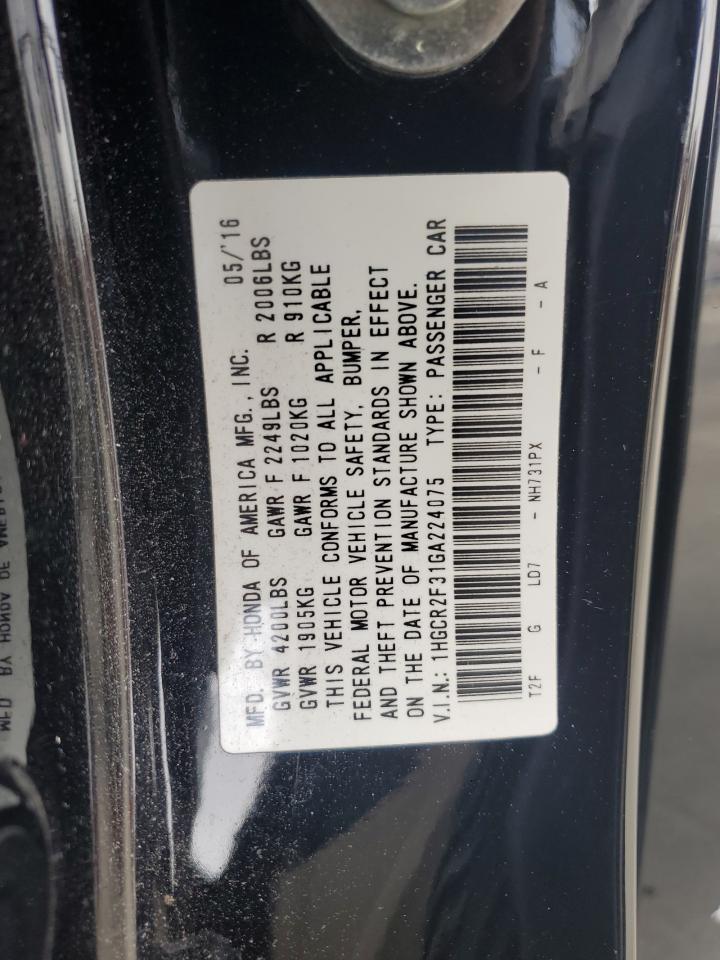 MFD. BY HONDA OF AMERICA MFG., INC. 05/'16
GVWR 4200LBS GAWR F 2249LBS R 2006LBS
GVWR 1905KG GAWR F 1020KG R 910KG
THIS VEHICLE CONFORMS TO ALL APPLICABLE
FEDERAL MOTOR VEHICLE SAFETY, BUMPER,
AND THEFT PREVENTION STANDARDS IN EFFECT
ON THE DATE OF MANUFACTURE SHOWN ABOVE.
V.I.N.: 1HGCR2F31GA224075 TYPE: PASSENGER CAR
T2F G LD7 - NH731PX - F - A